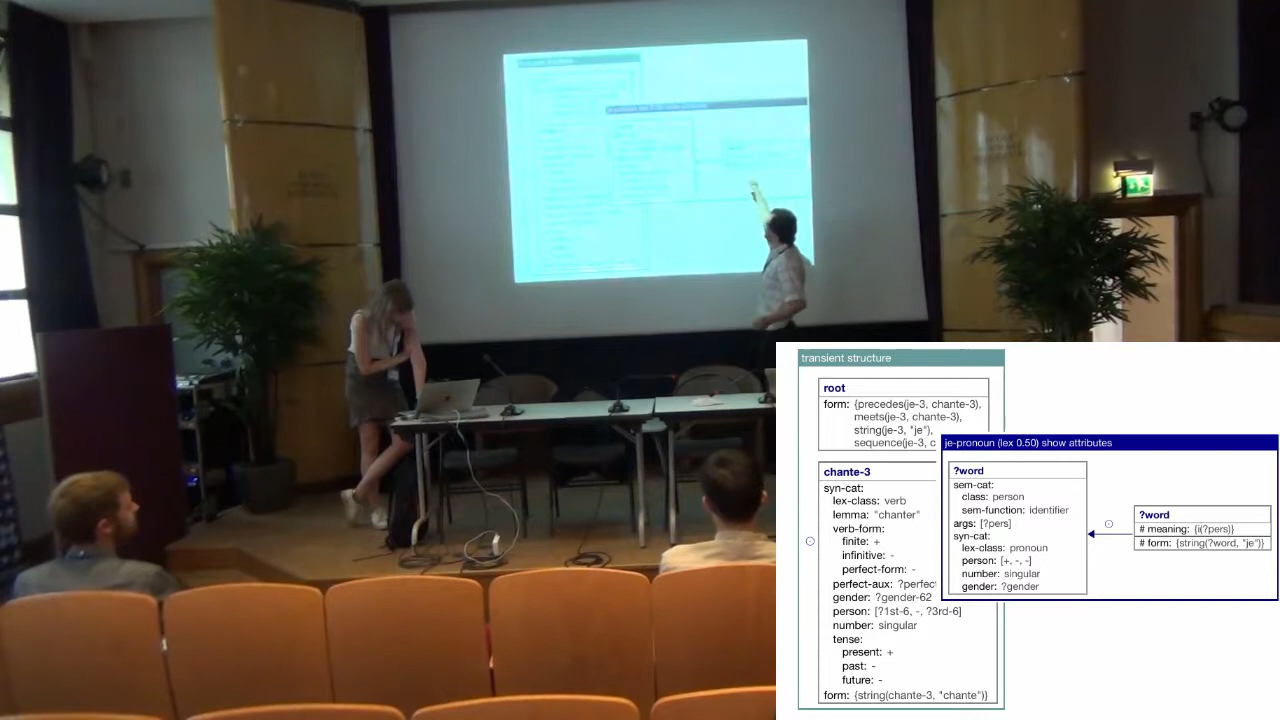 transient structure
root
form: {precedes(je-3, chante-3),
meets(je-3, chante-3),
string(je-3, "je"),
sequence(je-3, c
chante-3
syn-cat:
lex-class: verb
lemma: "chanter"
verb-form:
finite: +
infinitive: -
perfect-form: -
perfect-aux: ?perfect
gender: ?gender-62
person: [?1st-6, -, ?3rd-6]
number: singular
tense:
present: +
past: -
future: -
form: {string(chante-3, "chante")}
je-pronoun (lex 0.50) show attributes
?word
sem-cat:
class: person
sem-function: identifier
args: [?pers]
syn-cat:
lex-class: pronoun
person: [+, -, -]
number: singular
gender: ?gender
?word
# meaning: {i(?pers)}
# form: {string(?word, "je")}